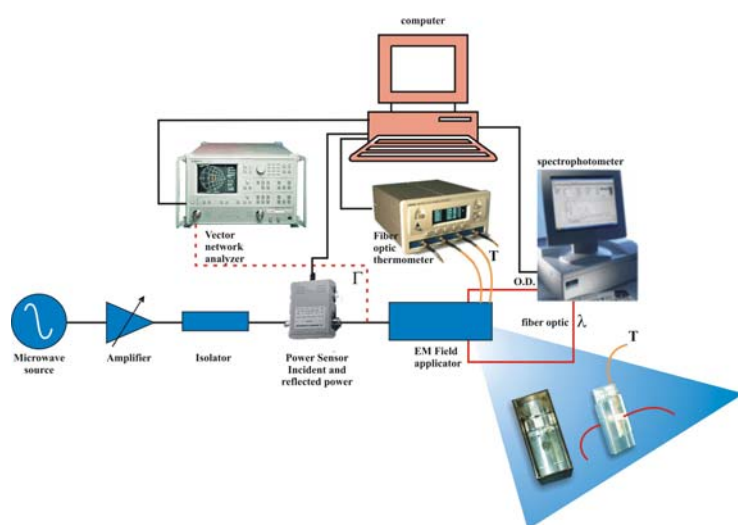 computer
spectrophotometer
Vector
network
analyzer
Fiber
optic
thermometer
T
Γ
O.D.
fiber optic λ
T
Microwave
source
Amplifier
Isolator
Power Sensor
Incident and
reflected power
EM Field
applicator